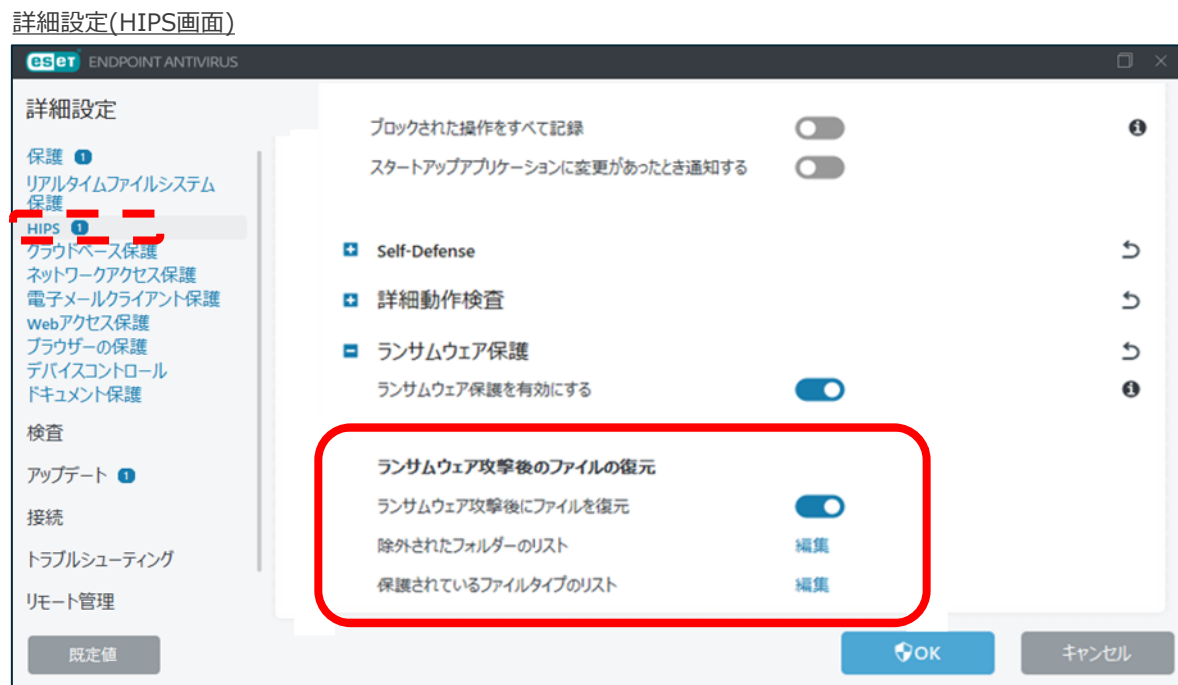 詳細設定(HIPS画面)
eset ENDPOINT ANTIVIRUS
詳細設定
保護 1
リアルタイムファイルシステム
保護
HIPS 1
クラウドベース保護
ネットワークアクセス保護
電子メールクライアント保護
Webアクセス保護
ブラウザーの保護
デバイスコントロール
ドキュメント保護
検査
アップデート 1
接続
トラブルシューティング
リモート管理
既定値
ブロックされた操作をすべて記録
スタートアップアプリケーションに変更があったとき通知する
Self-Defense
詳細動作検査
ランサムウェア保護
ランサムウェア保護を有効にする
ランサムウェア攻撃後のファイルの復元
ランサムウェア攻撃後にファイルを復元
除外されたフォルダーのリスト 編集
保護されているファイルタイプのリスト 編集
OK
キャンセル